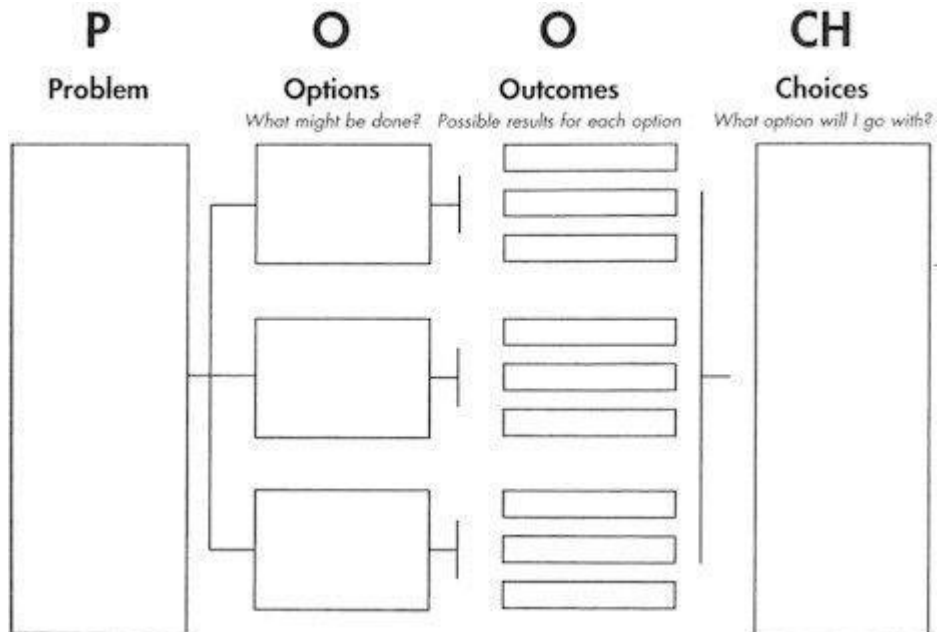 P O O CH
Problem Options Outcomes Choices
What might be done? Possible results for each option What option will I go with?